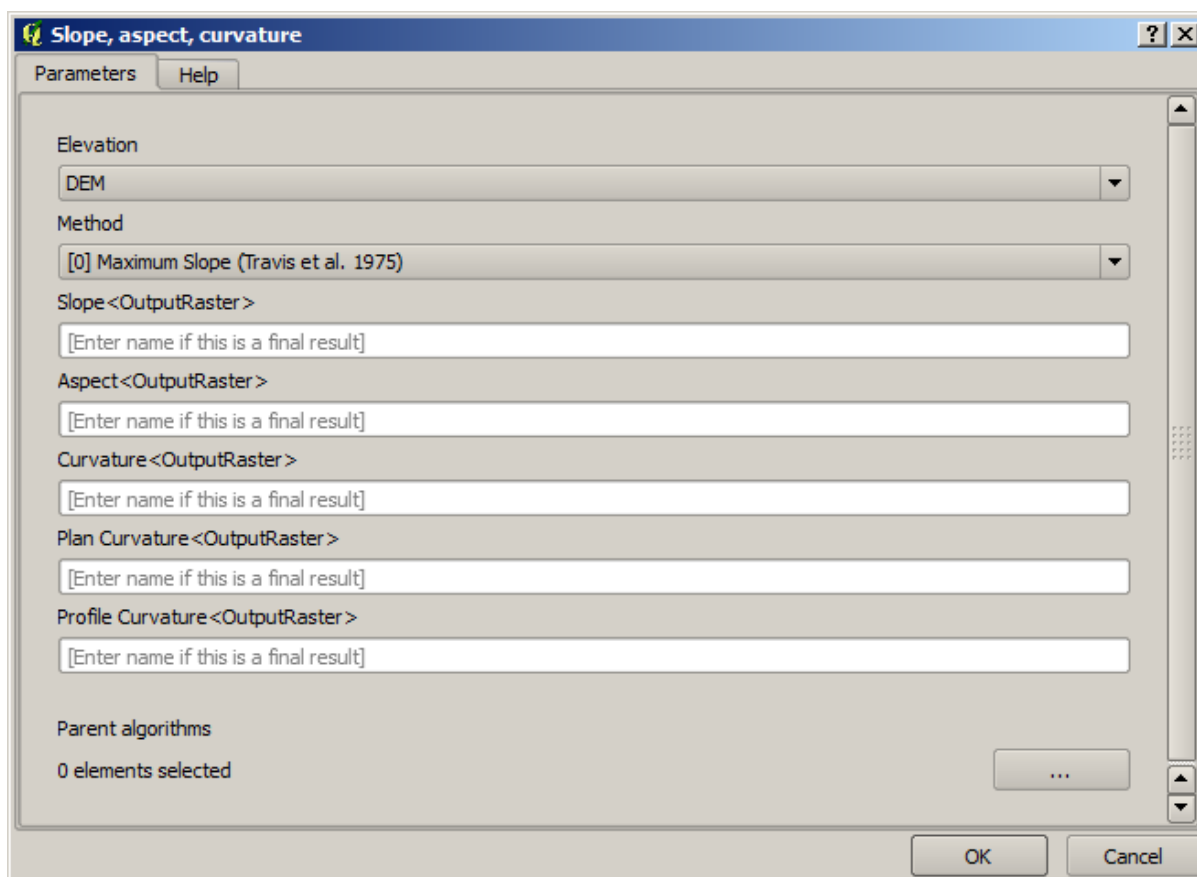 Slope, aspect, curvature
Parameters Help
Elevation
DEM
Method
[0] Maximum Slope (Travis et al. 1975)
Slope<OutputRaster>
[Enter name if this is a final result]
Aspect<OutputRaster>
[Enter name if this is a final result]
Curvature<OutputRaster>
[Enter name if this is a final result]
Plan Curvature<OutputRaster>
[Enter name if this is a final result]
Profile Curvature<OutputRaster>
[Enter name if this is a final result]
Parent algorithms
0 elements selected ...
OK Cancel